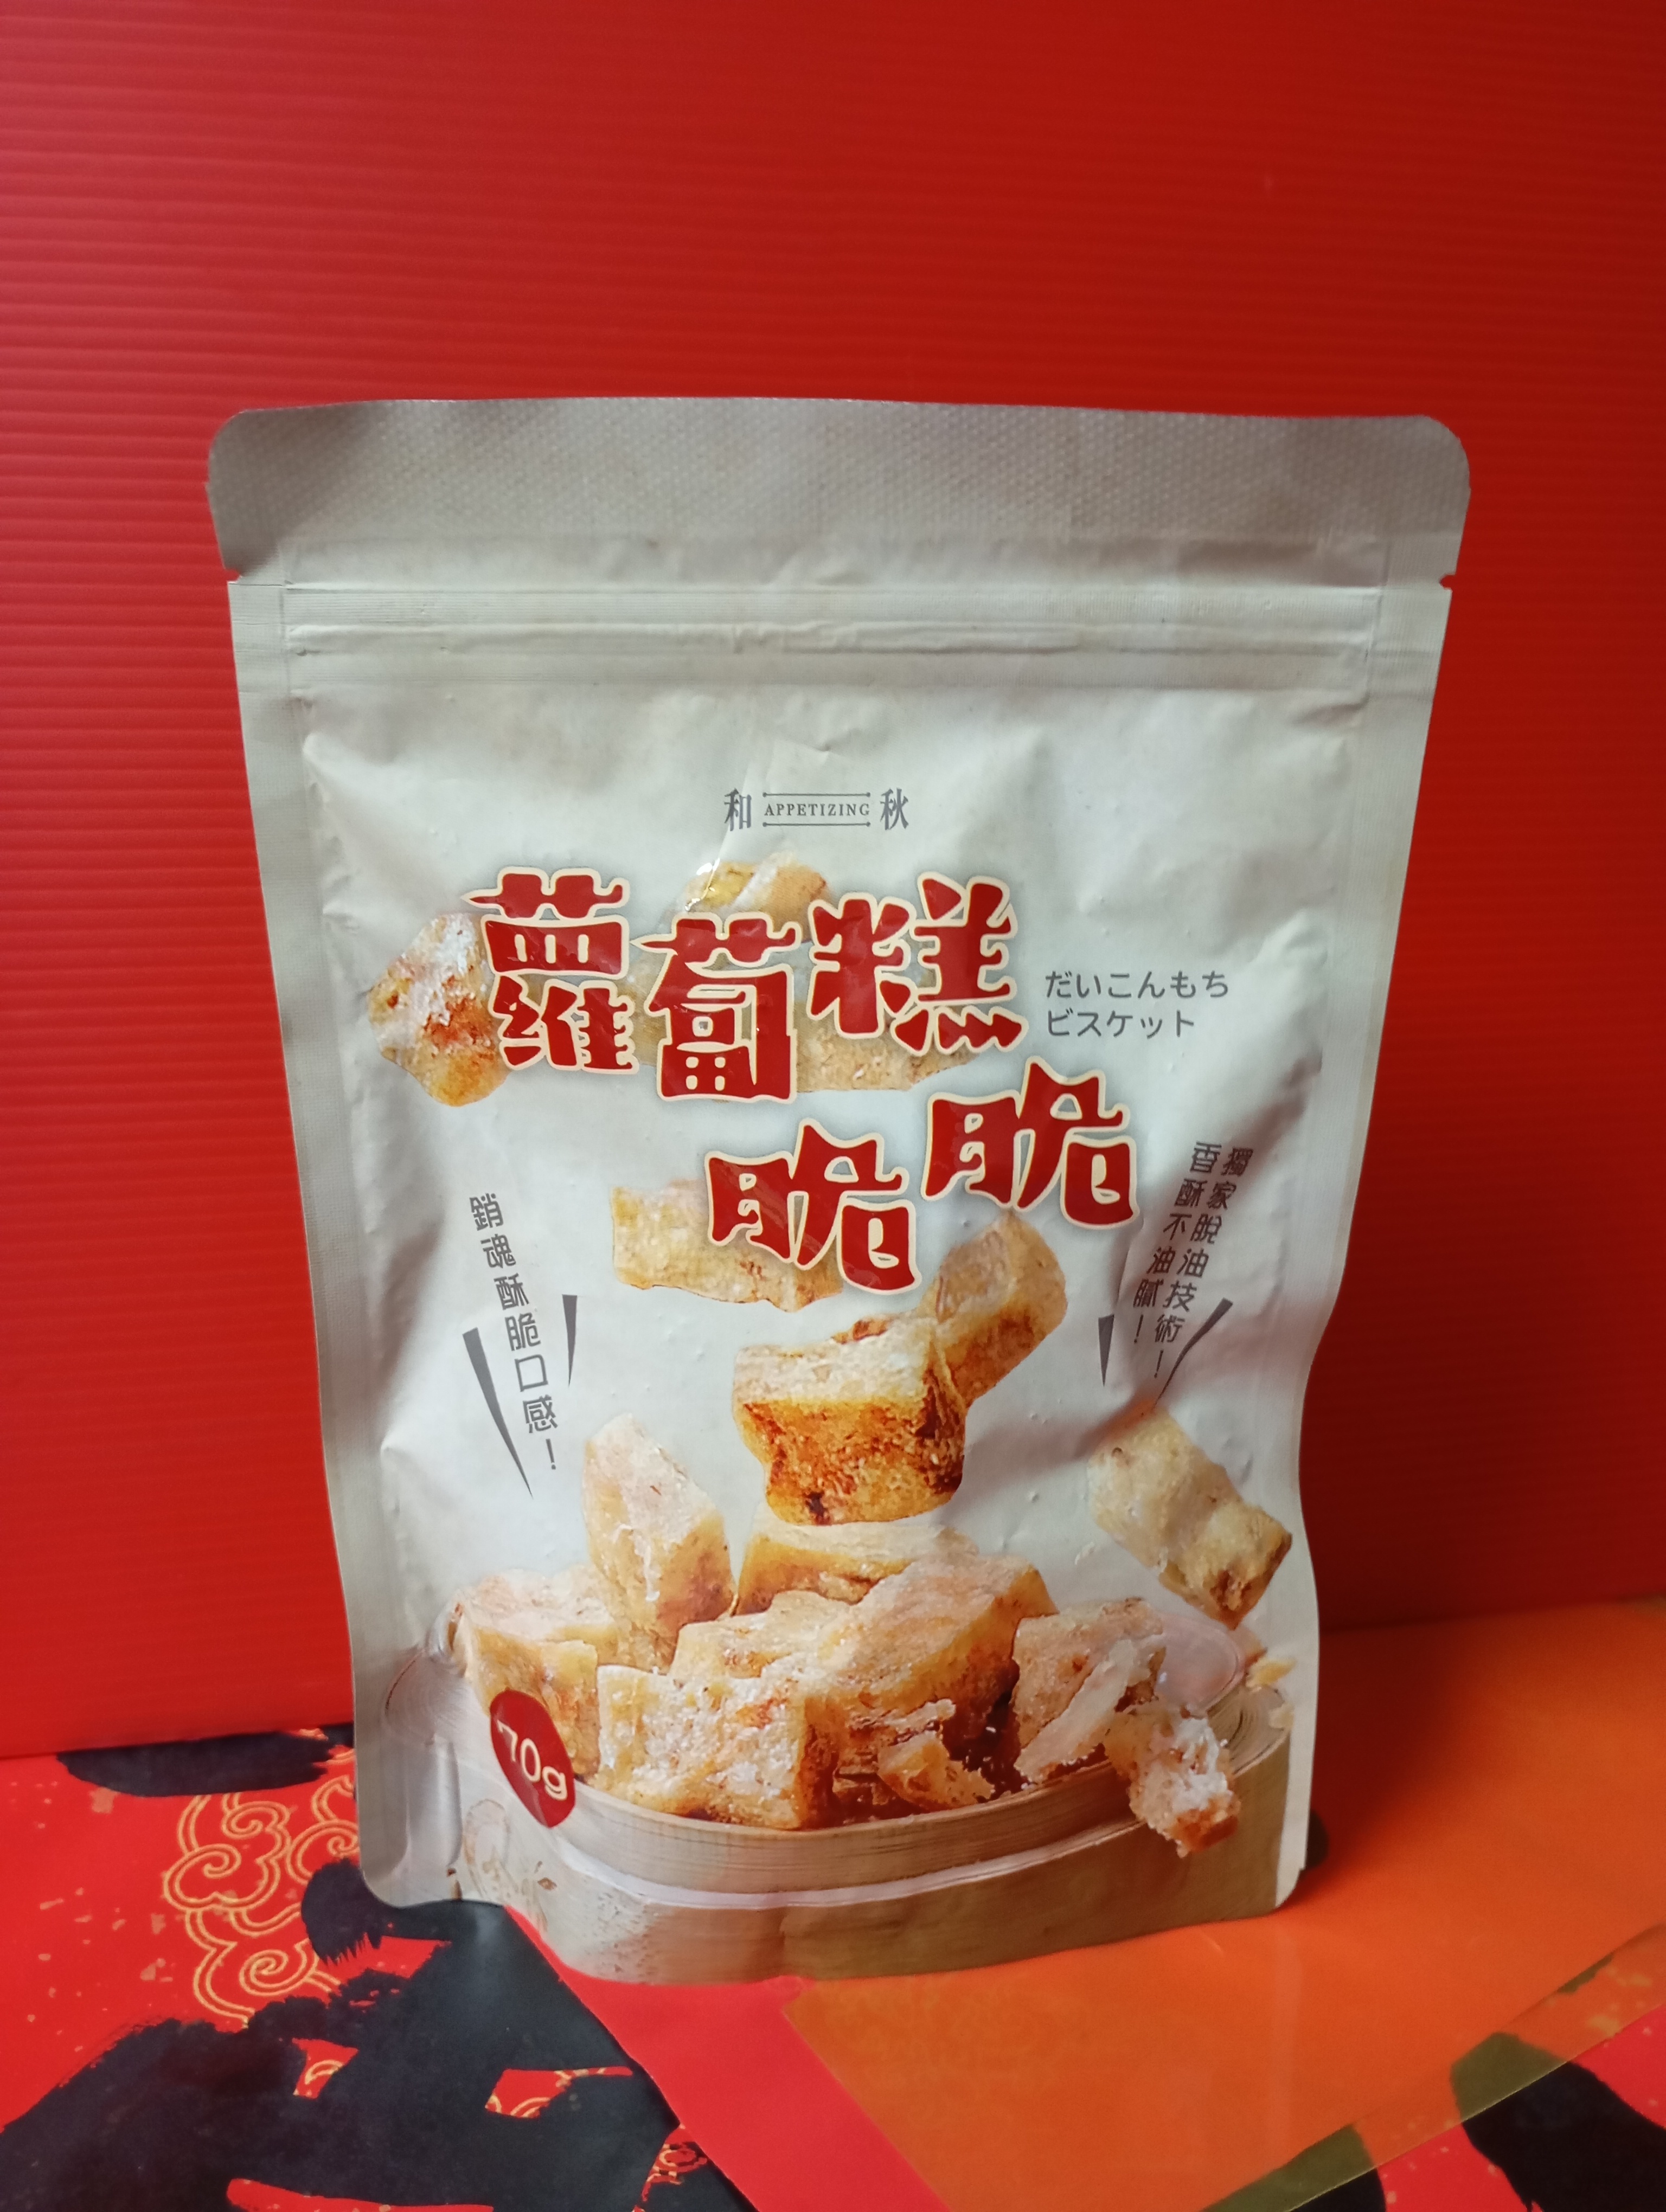 和 APPETIZING 秋
蘿蔔糕
脆脆
だいこんもち
ビスケット
獨家脫油技術!
香酥不油膩!
銷魂酥脆口感!
70g